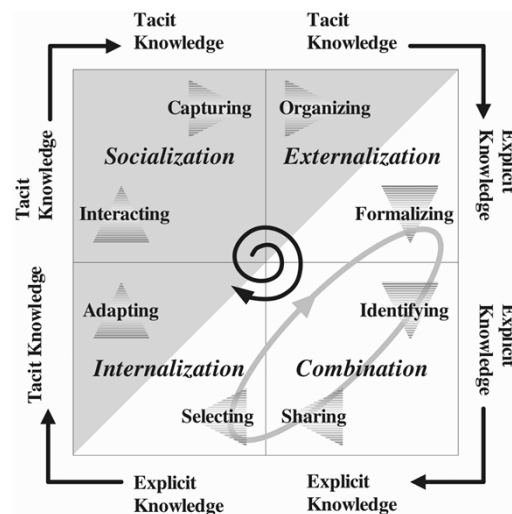 Tacit
Knowledge
Tacit
Knowledge
Capturing
Organizing
Socialization
Externalization
Tacit
Knowledge
Explicit
Knowledge
Interacting
Formalizing
Adapting
Identifying
Tacit Knowledge
Explicit
Knowledge
Internalization
Combination
Selecting
Sharing
Explicit
Knowledge
Explicit
Knowledge